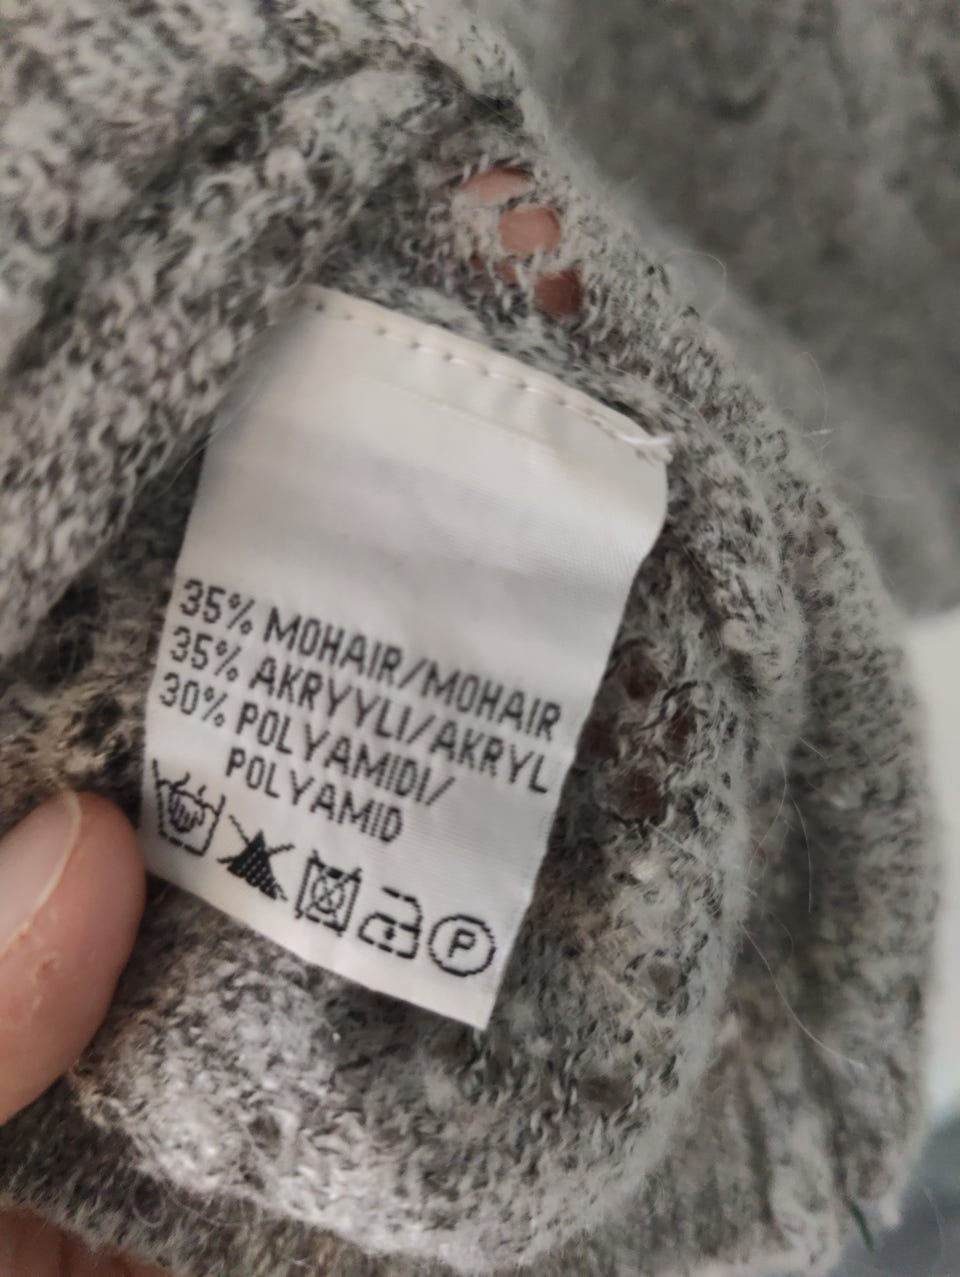 35% MOHAIR/MOHAIR
35% AKRYYLI/AKRYL
30% POLYAMIDI/
POLYAMID
P